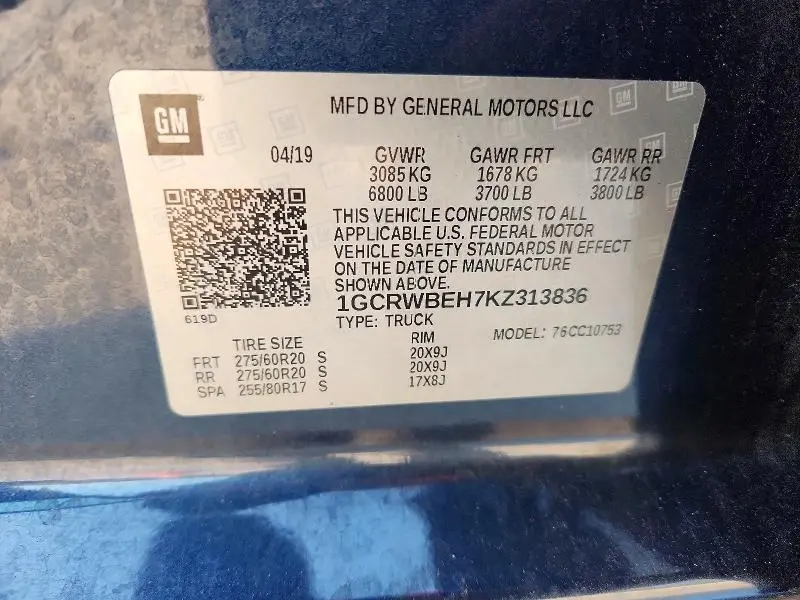 GM
MFD BY GENERAL MOTORS LLC
04/19 GVWR GAWR FRT GAWR RR
3085 KG 1678 KG 1724 KG
6800 LB 3700 LB 3800 LB
THIS VEHICLE CONFORMS TO ALL
APPLICABLE U.S. FEDERAL MOTOR
VEHICLE SAFETY STANDARDS IN EFFECT
ON THE DATE OF MANUFACTURE
SHOWN ABOVE.
1GCRWBEH7KZ313836
619D
TYPE: TRUCK MODEL: 76CC10753
TIRE SIZE RIM
FRT 275/60R20 S 20X9J
RR 275/60R20 S 20X9J
SPA 255/80R17 S 17X8J